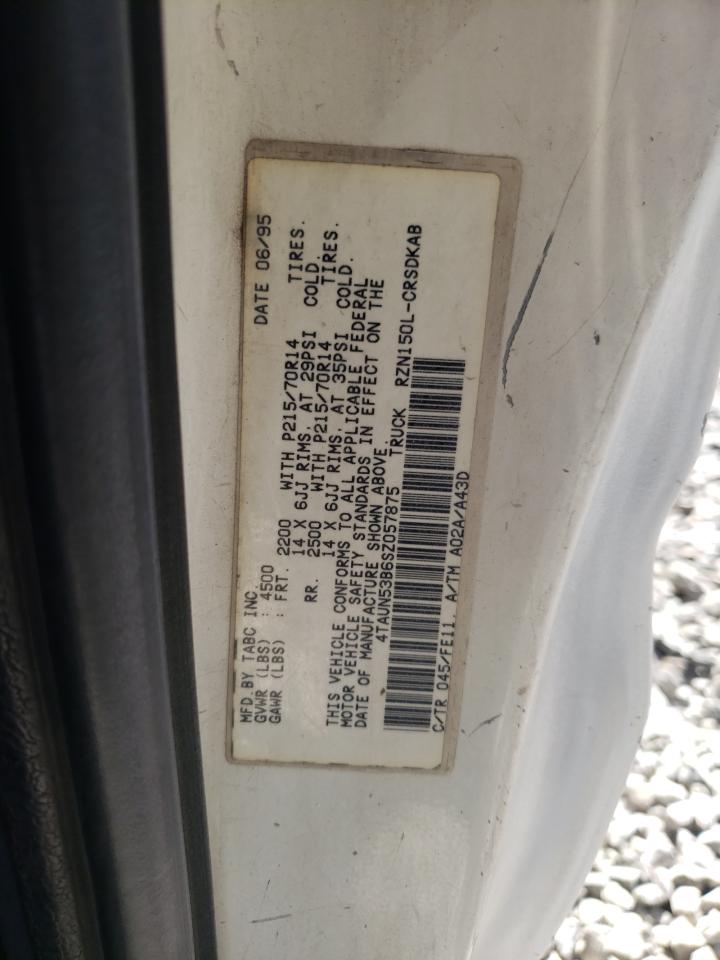 MFD. BY TABC INC. DATE 06/95
GVWR (LBS) : 4500
GAWR (LBS) : FRT. 2200 WITH P215/70R14 TIRES.
14 X 6JJ RIMS, AT 29PSI COLD.
RR. 2500 WITH P215/70R14 TIRES.
14 X 6JJ RIMS, AT 35PSI COLD.
THIS VEHICLE CONFORMS TO ALL APPLICABLE FEDERAL
MOTOR VEHICLE SAFETY STANDARDS IN EFFECT ON THE
DATE OF MANUFACTURE SHOWN ABOVE.
4TAUN53B6SZ057875 TRUCK RZN150L-CRSDKAB
C/TR 045/FE11 A/TM A02A/A43D